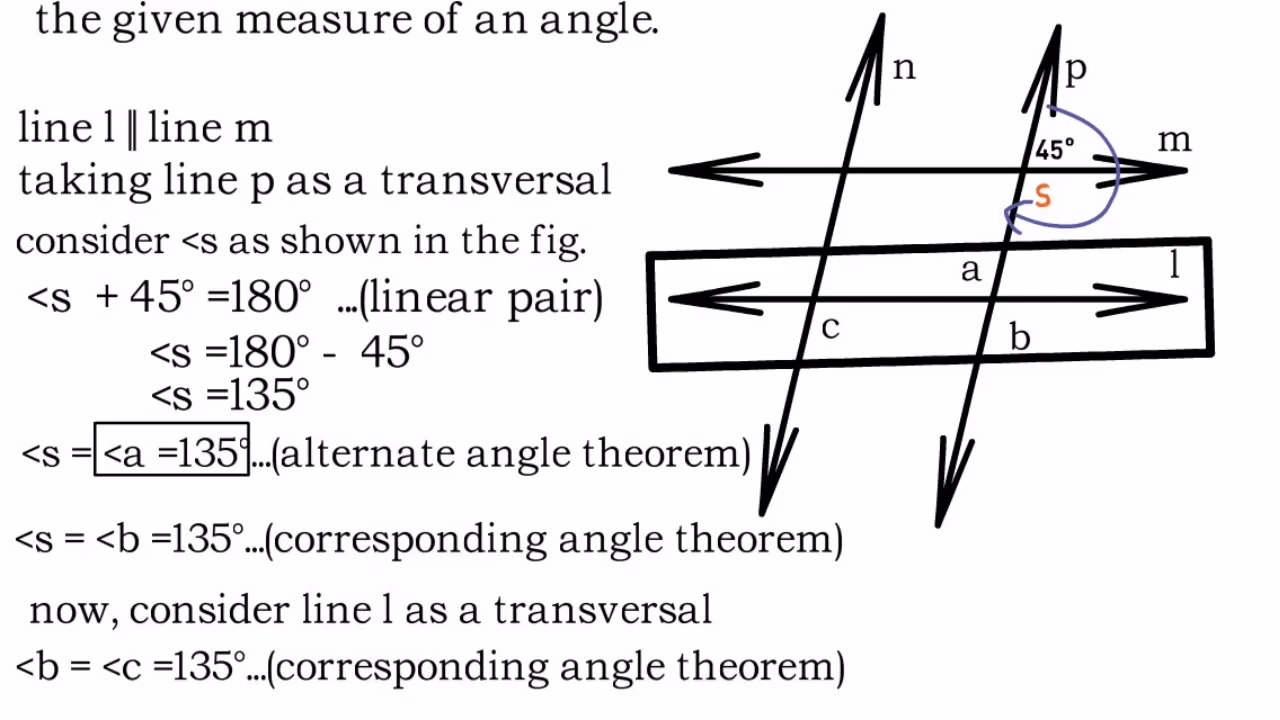 the given measure of an angle.
line l || line m
taking line p as a transversal
consider <s as shown in the fig.
<s + 45° =180° ...(linear pair)
<s =180° - 45°
<s =135°
<s = <a =135° ...(alternate angle theorem)
<s = <b =135°...(corresponding angle theorem)
now, consider line l as a transversal
<b = <c =135°...(corresponding angle theorem)
n
p
45°
m
s
a
l
c
b